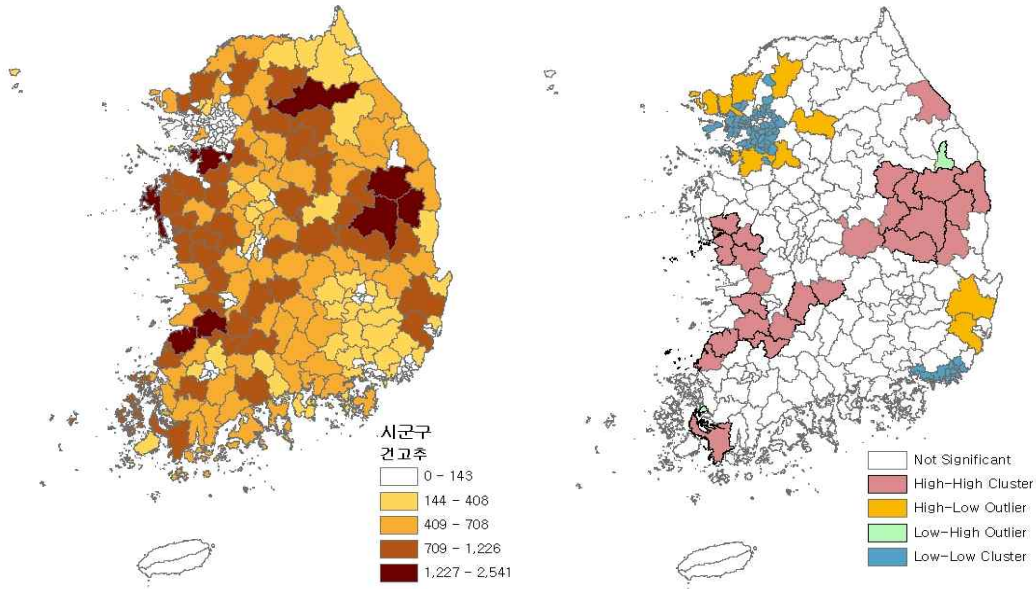 시군구
건고추
0 - 143
144 - 408
409 - 708
709 - 1,226
1,227 - 2,541
Not Significant
High-High Cluster
High-Low Outlier
Low-High Outlier
Low-Low Cluster